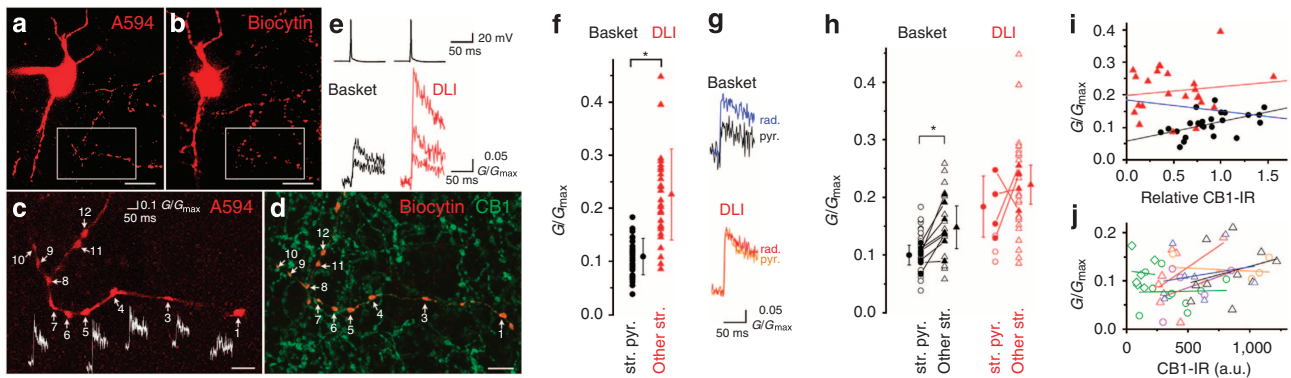 a A594
b Biocytin
c A594
0.1 G/Gmax
50 ms
12
11
10
9
8
7
6
5
4
3
1
d Biocytin CB1
12
10
9
11
8
7
6
5
4
3
1
e
20 mV
50 ms
Basket DLI
0.05
G/Gmax
50 ms
f
Basket DLI
*
G/Gmax
0.4
0.3
0.2
0.1
0.0
str. pyr.
Other str.
g
Basket
rad.
pyr.
DLI
rad.
pyr.
0.05
G/Gmax
50 ms
h
Basket DLI
*
G/Gmax
0.4
0.3
0.2
0.1
0.0
str. pyr.
Other str.
str. pyr.
Other str.
i
G/Gmax
0.4
0.3
0.2
0.1
0.0
0.0 0.5 1.0 1.5
Relative CB1-IR
j
G/Gmax
0.2
0.1
0.0
0 500 1,000
CB1-IR (a.u.)